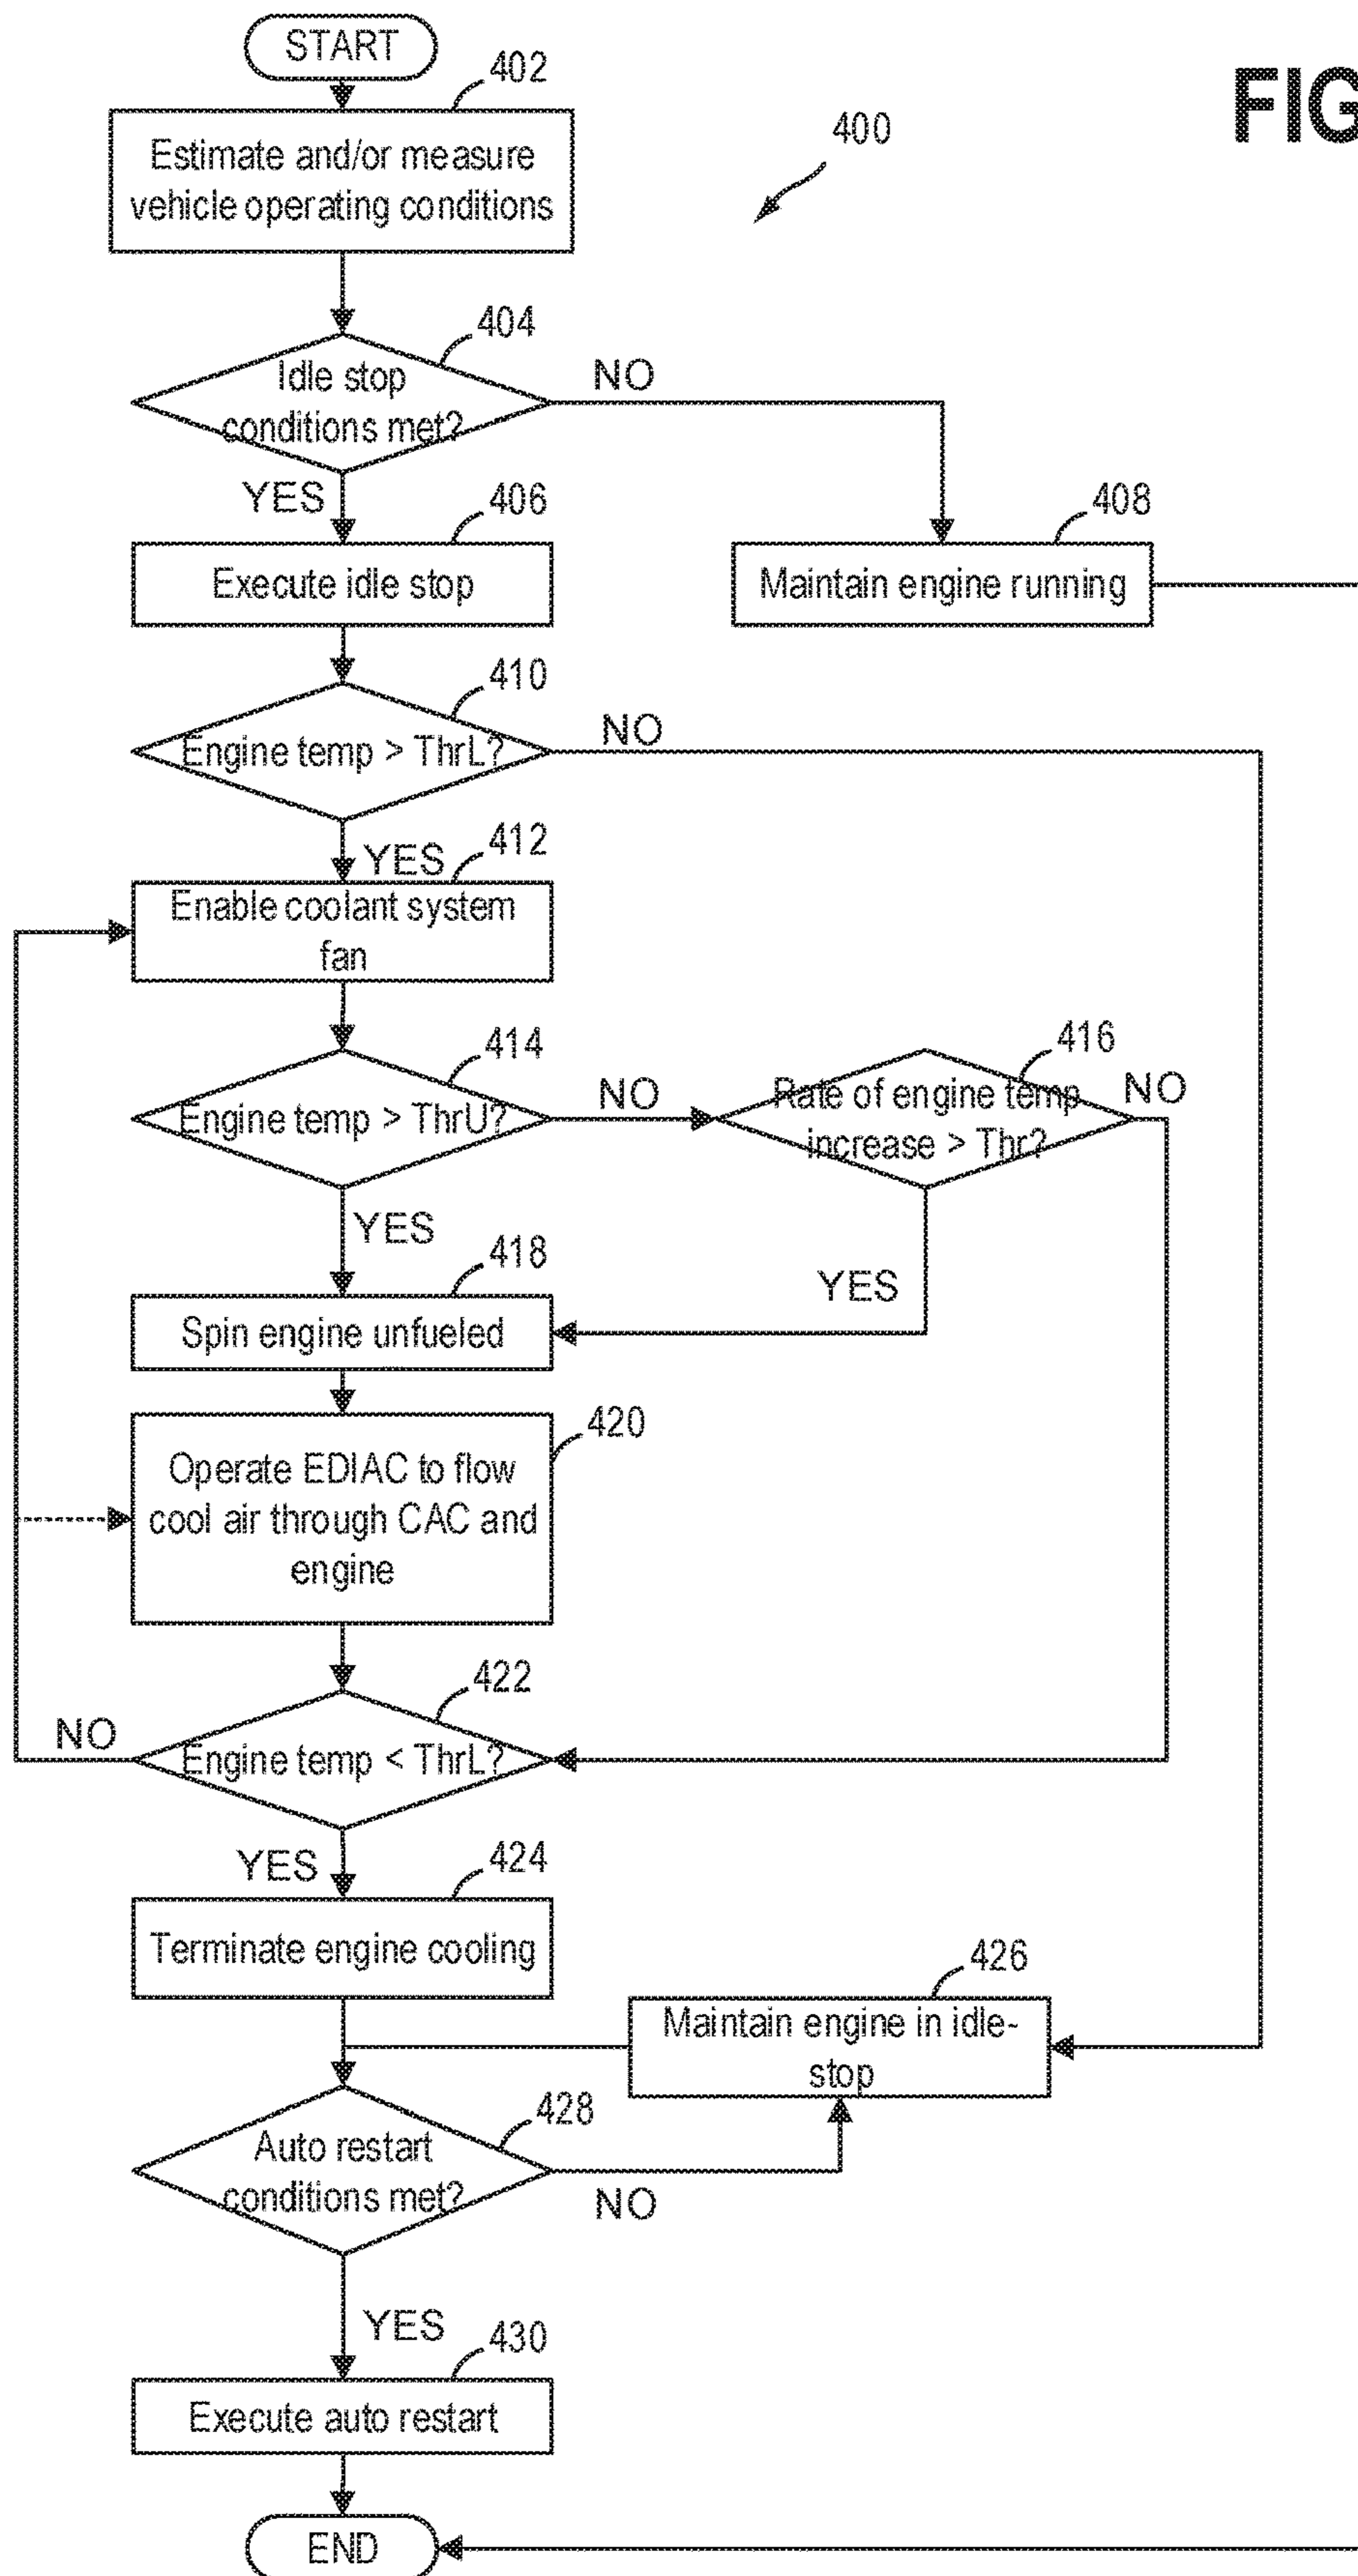 START
402
FIG
Estimate and/or measure
vehicle operating conditions
400
404
Idle stop
conditions met?
NO
YES
406
408
Execute idle stop
Maintain engine running
410
Engine temp > ThrL?
NO
YES
412
Enable coolant system
fan
414
Engine temp > ThrU?
NO
416
Rate of engine temp
increase > Thr?
NO
YES
418
YES
Spin engine unfueled
420
Operate EDIAC to flow
cool air through CAC and
engine
422
NO
Engine temp < ThrL?
YES
424
Terminate engine cooling
426
Maintain engine in idle-
stop
428
Auto restart
conditions met?
NO
YES
430
Execute auto restart
END